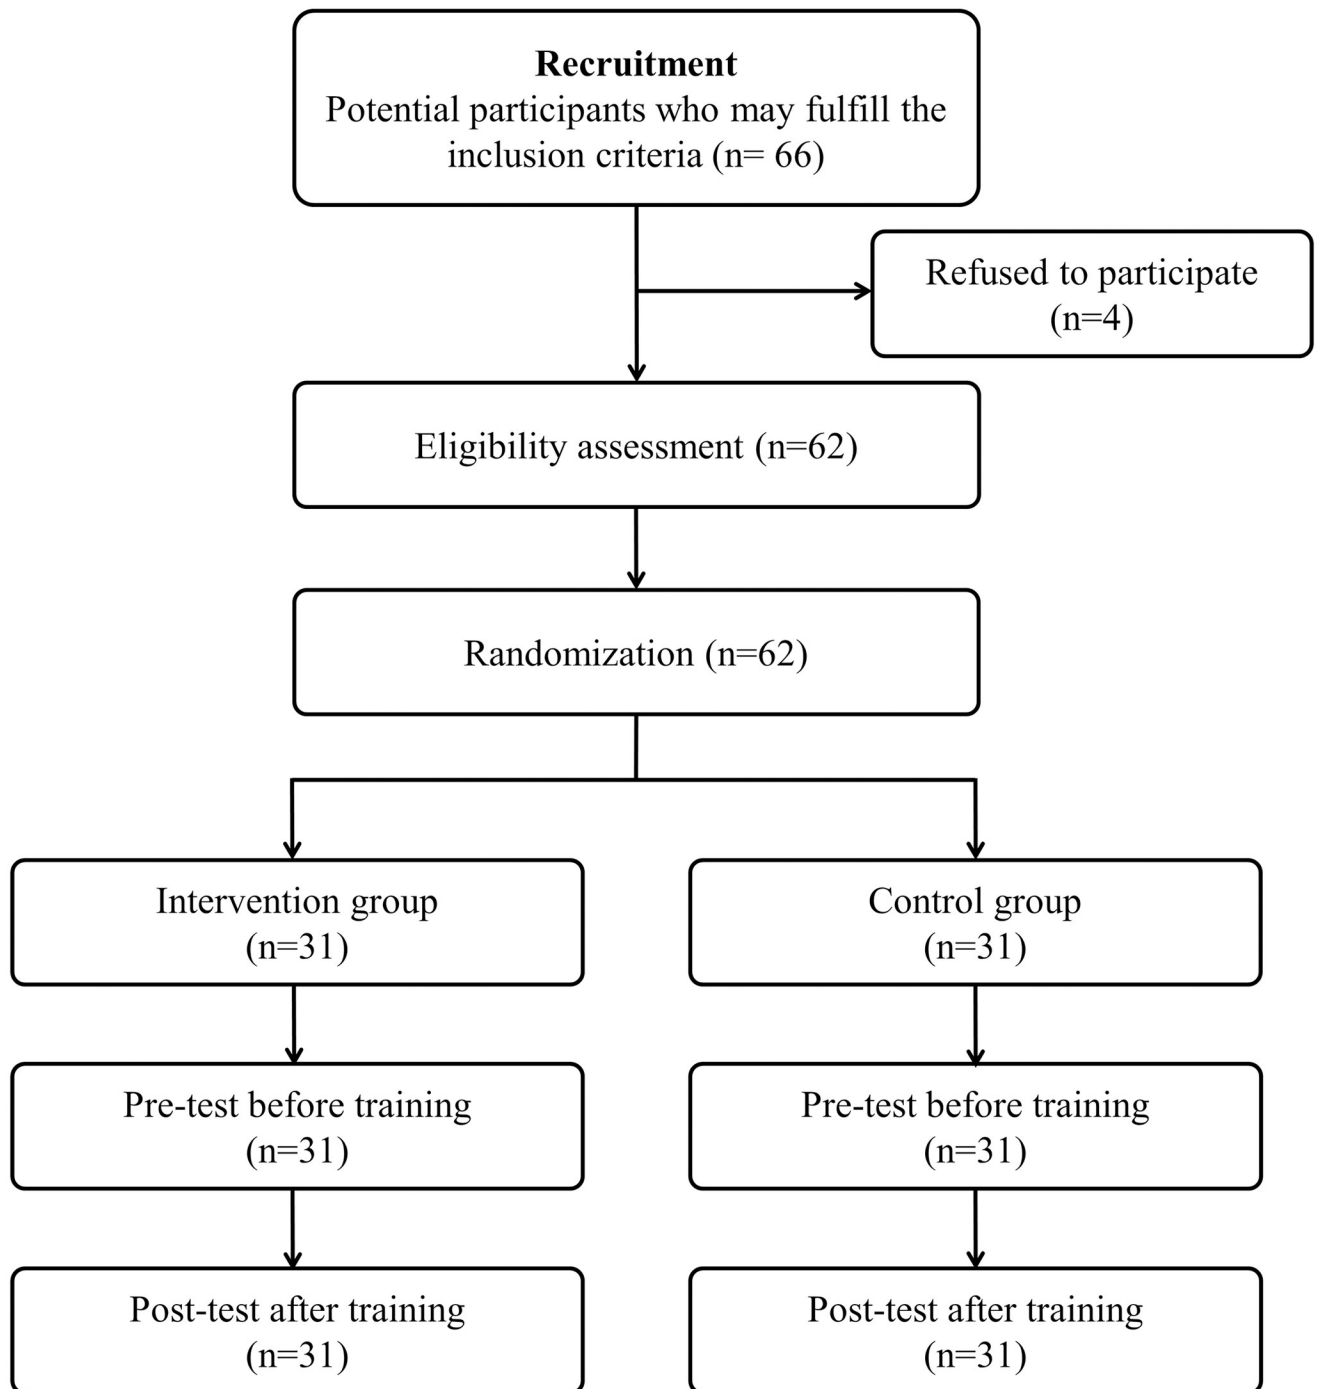 Recruitment
Potential participants who may fulfill the
inclusion criteria (n= 66)
Refused to participate
(n=4)
Eligibility assessment (n=62)
Randomization (n=62)
Intervention group
(n=31)
Control group
(n=31)
Pre-test before training
(n=31)
Pre-test before training
(n=31)
Post-test after training
(n=31)
Post-test after training
(n=31)